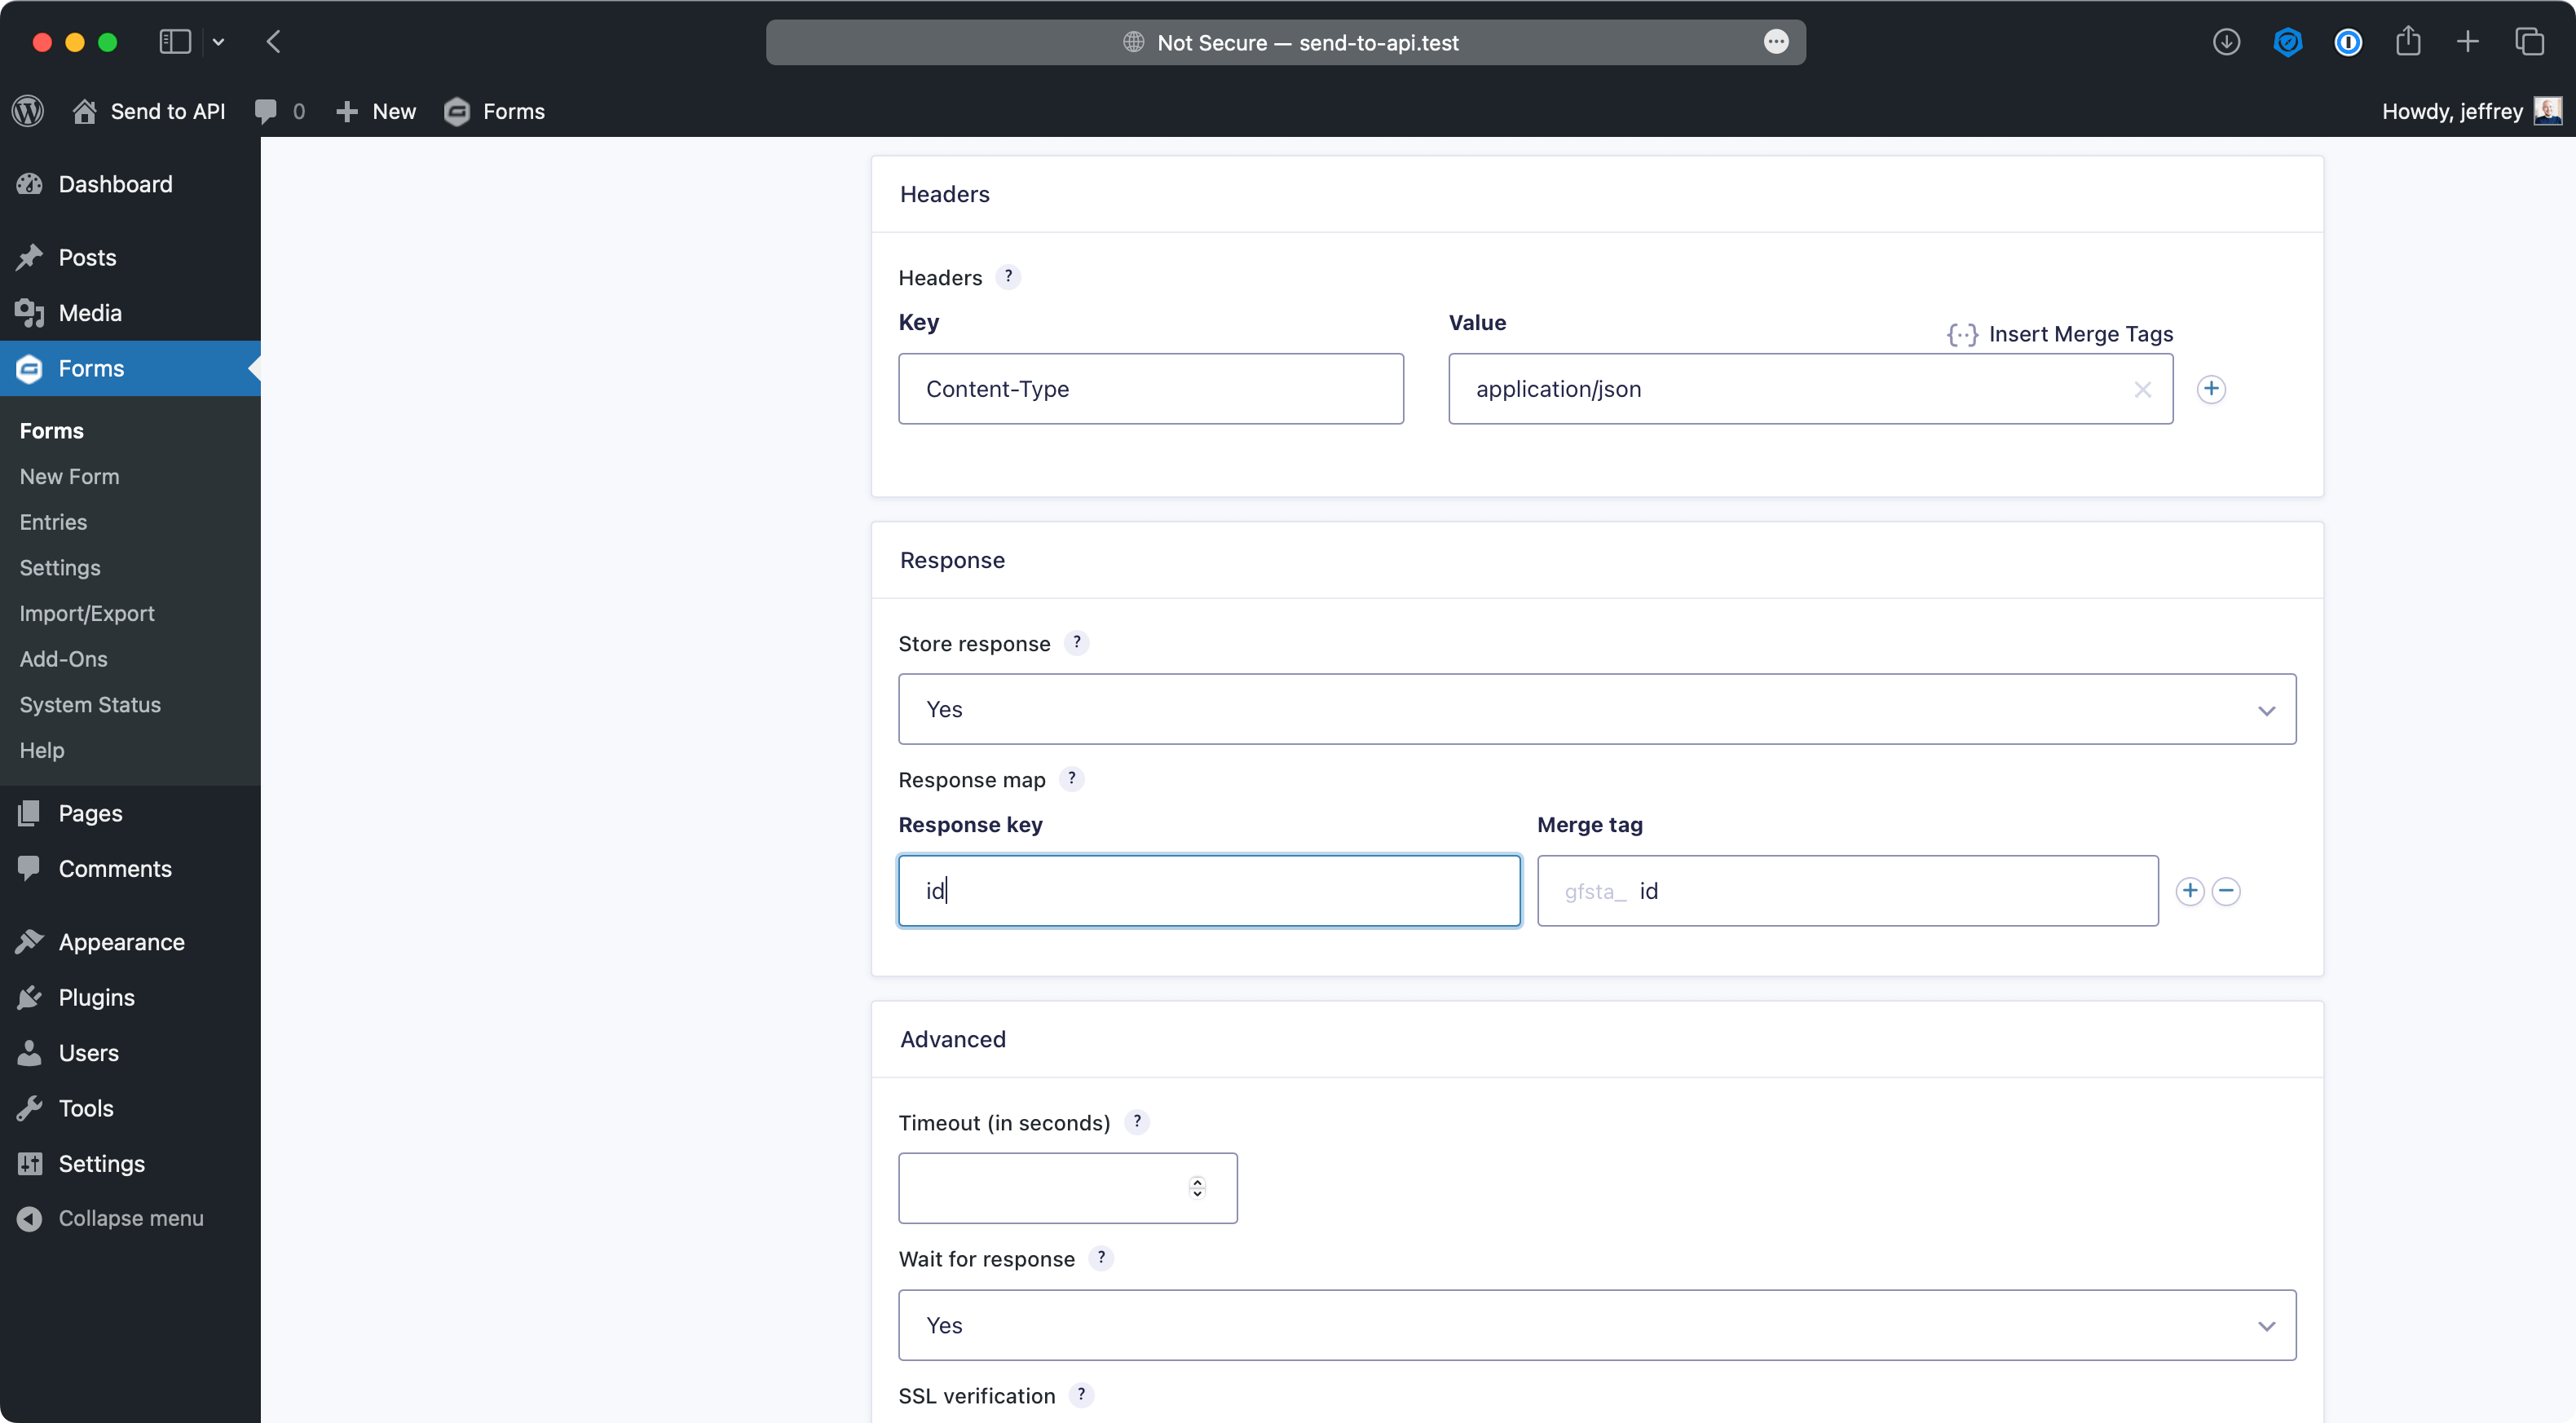 Not Secure — send-to-api.test
Send to API
0
New
Forms
Howdy, jeffrey
Dashboard
Posts
Media
Forms
Forms
New Form
Entries
Settings
Import/Export
Add-Ons
System Status
Help
Pages
Comments
Appearance
Plugins
Users
Tools
Settings
Collapse menu
Headers
Headers ?
Key
Value
Insert Merge Tags
Content-Type
application/json
Response
Store response ?
Yes
Response map ?
Response key
Merge tag
id
gfsta_ id
Advanced
Timeout (in seconds) ?
Wait for response ?
Yes
SSL verification ?